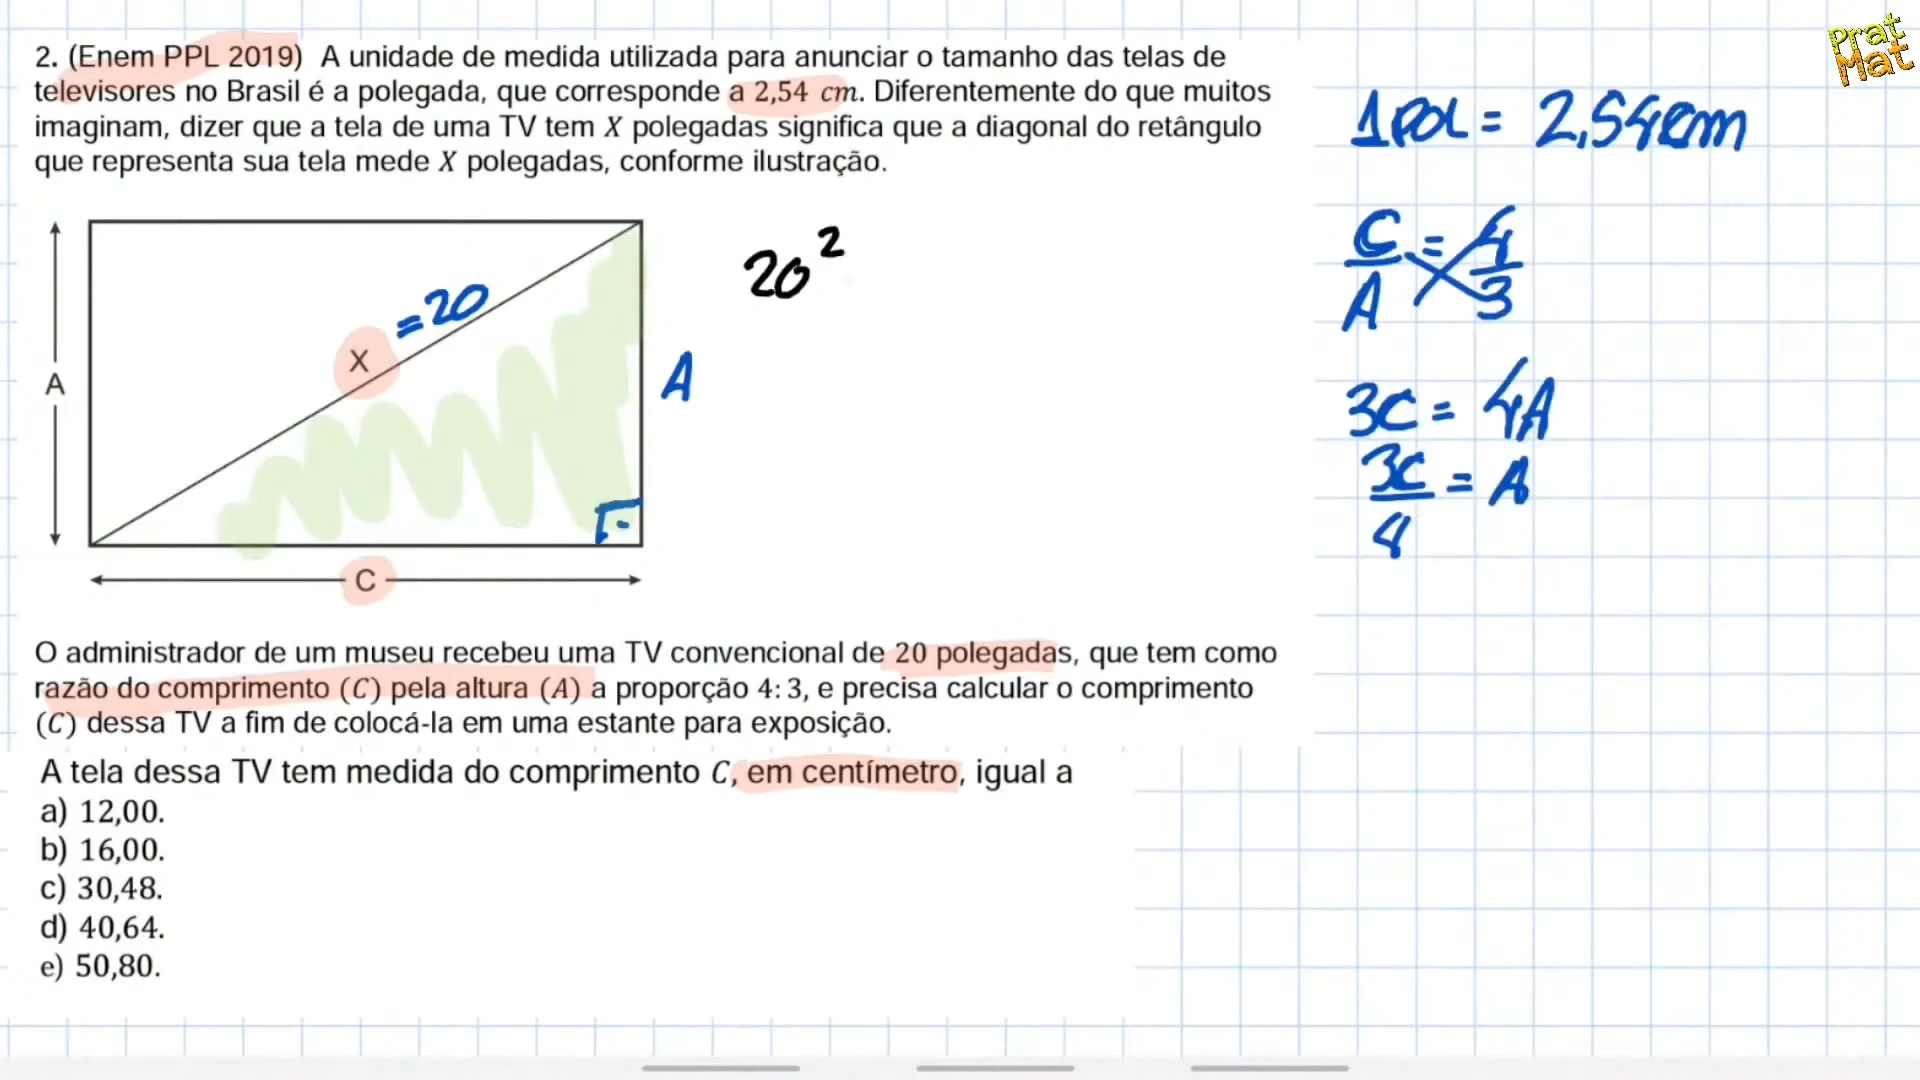 Prat
Mat
2. (Enem PPL 2019) A unidade de medida utilizada para anunciar o tamanho das telas de
televisores no Brasil é a polegada, que corresponde a 2,54 cm. Diferentemente do que muitos
imaginam, dizer que a tela de uma TV tem X polegadas significa que a diagonal do retângulo
que representa sua tela mede X polegadas, conforme ilustração.
1 POL = 2,54cm
20²
C/A = 4/3
= 20
X
A
A
3C = 4A
3C/4 = A
C
O administrador de um museu recebeu uma TV convencional de 20 polegadas, que tem como
razão do comprimento (C) pela altura (A) a proporção 4: 3, e precisa calcular o comprimento
(C) dessa TV a fim de colocá-la em uma estante para exposição.
A tela dessa TV tem medida do comprimento C, em centímetro, igual a
a) 12,00.
b) 16,00.
c) 30,48.
d) 40,64.
e) 50,80.